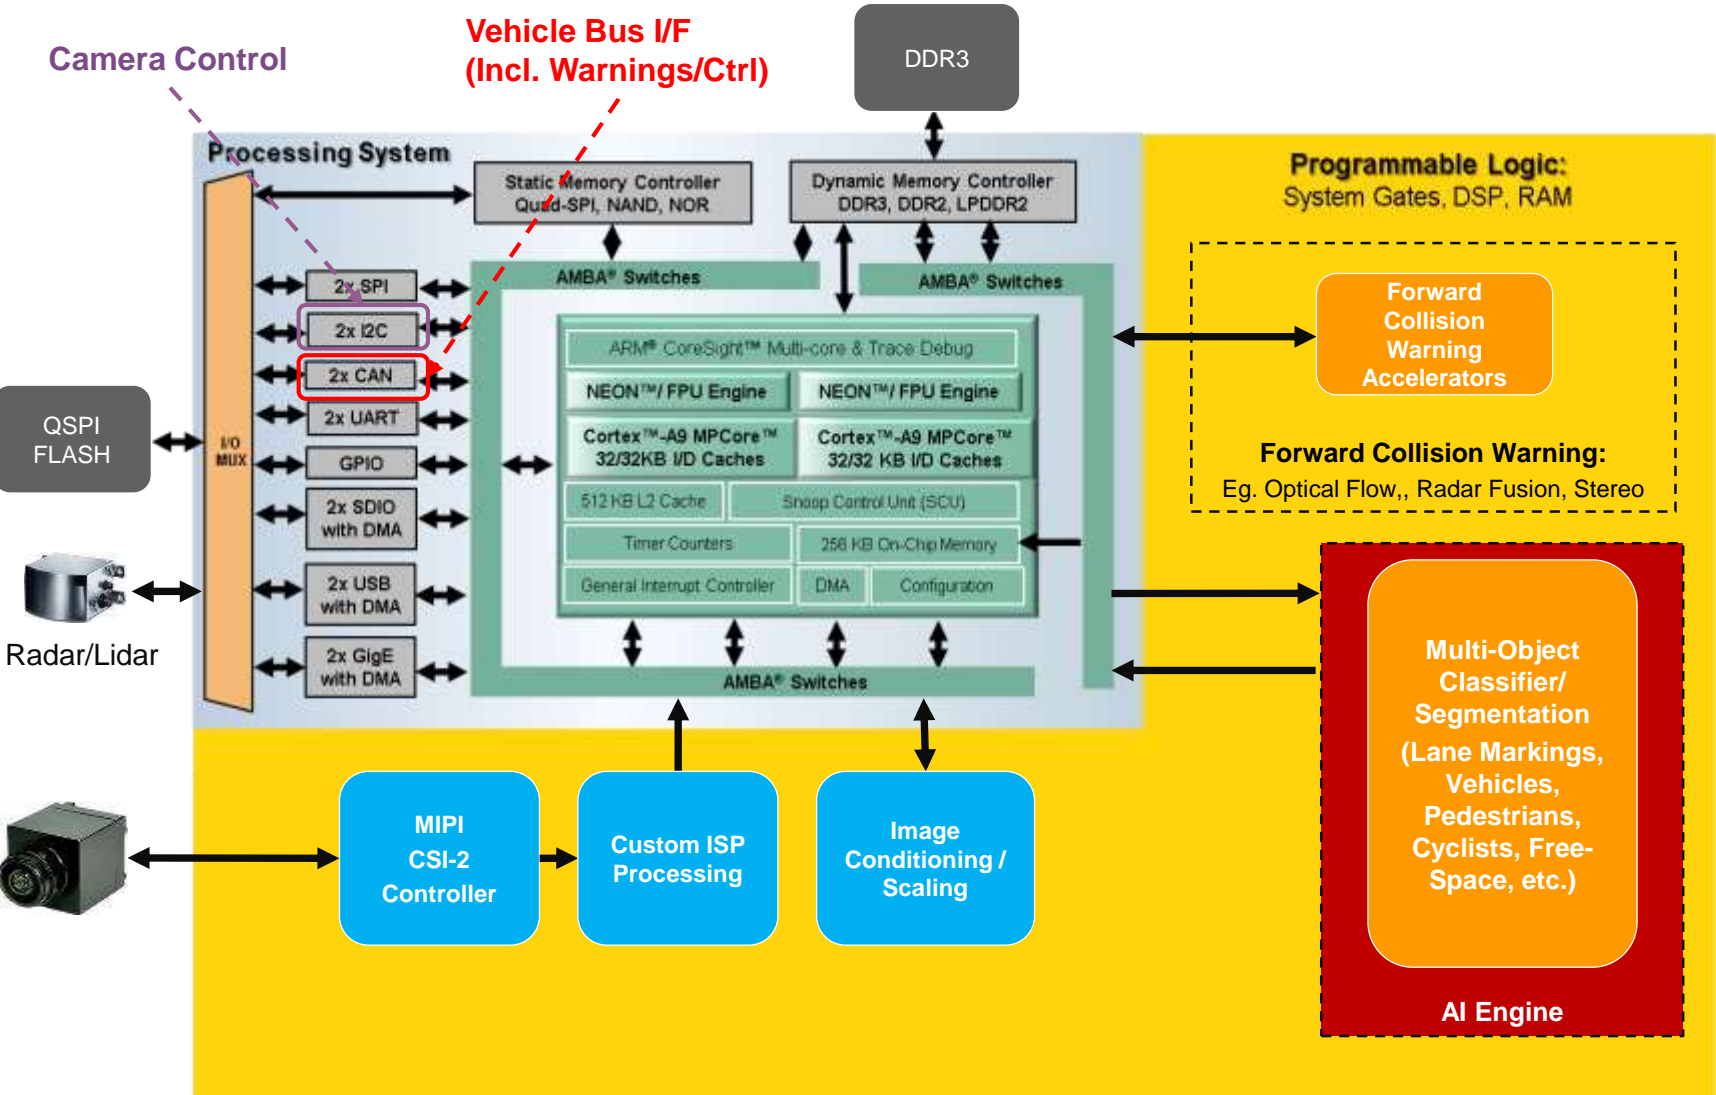 Camera Control
Vehicle Bus I/F
(Incl. Warnings/Ctrl)
DDR3
Processing System
Static Memory Controller
Quad-SPI, NAND, NOR
Dynamic Memory Controller
DDR3, DDR2, LPDDR2
Programmable Logic:
System Gates, DSP, RAM
AMBA® Switches
AMBA® Switches
2x SPI
2x I2C
2x CAN
2x UART
GPIO
2x SDIO
with DMA
2x USB
with DMA
2x GigE
with DMA
I/O
MUX
QSPI
FLASH
Radar/Lidar
ARM® CoreSight™ Multi-core & Trace Debug
NEON™/ FPU Engine
NEON™/ FPU Engine
Cortex™-A9 MPCore™
32/32KB I/D Caches
Cortex™-A9 MPCore™
32/32 KB I/D Caches
512 KB L2 Cache
Snoop Control Unit (SCU)
Timer Counters
256 KB On-Chip Memory
General Interrupt Controller
DMA
Configuration
AMBA® Switches
Forward
Collision
Warning
Accelerators
Forward Collision Warning:
Eg. Optical Flow,, Radar Fusion, Stereo
Multi-Object
Classifier/
Segmentation
(Lane Markings,
Vehicles,
Pedestrians,
Cyclists, Free-
Space, etc.)
AI Engine
MIPI
CSI-2
Controller
Custom ISP
Processing
Image
Conditioning /
Scaling